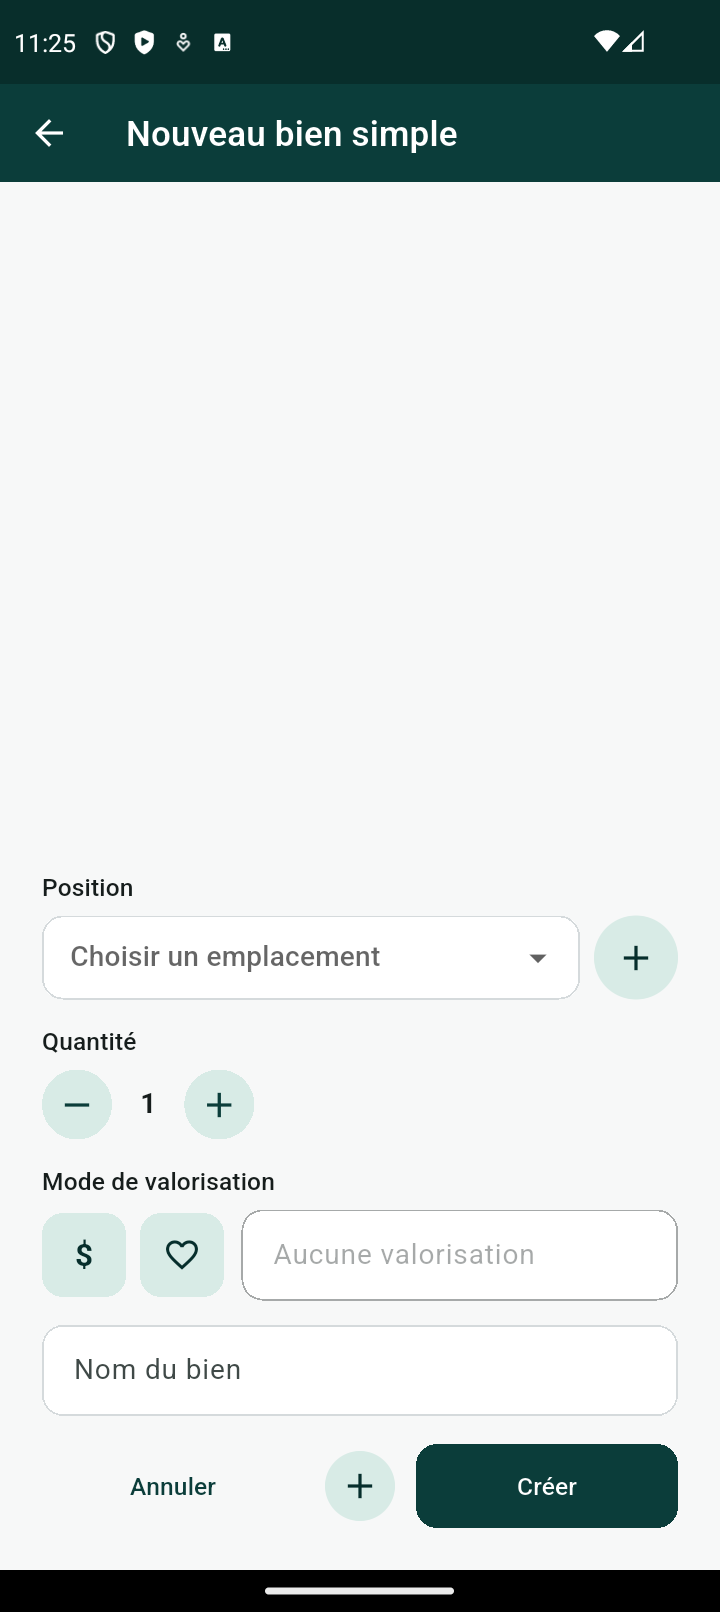 11:25
Nouveau bien simple
Position
Choisir un emplacement
Quantité
1
Mode de valorisation
$
Aucune valorisation
Nom du bien
Annuler
Créer